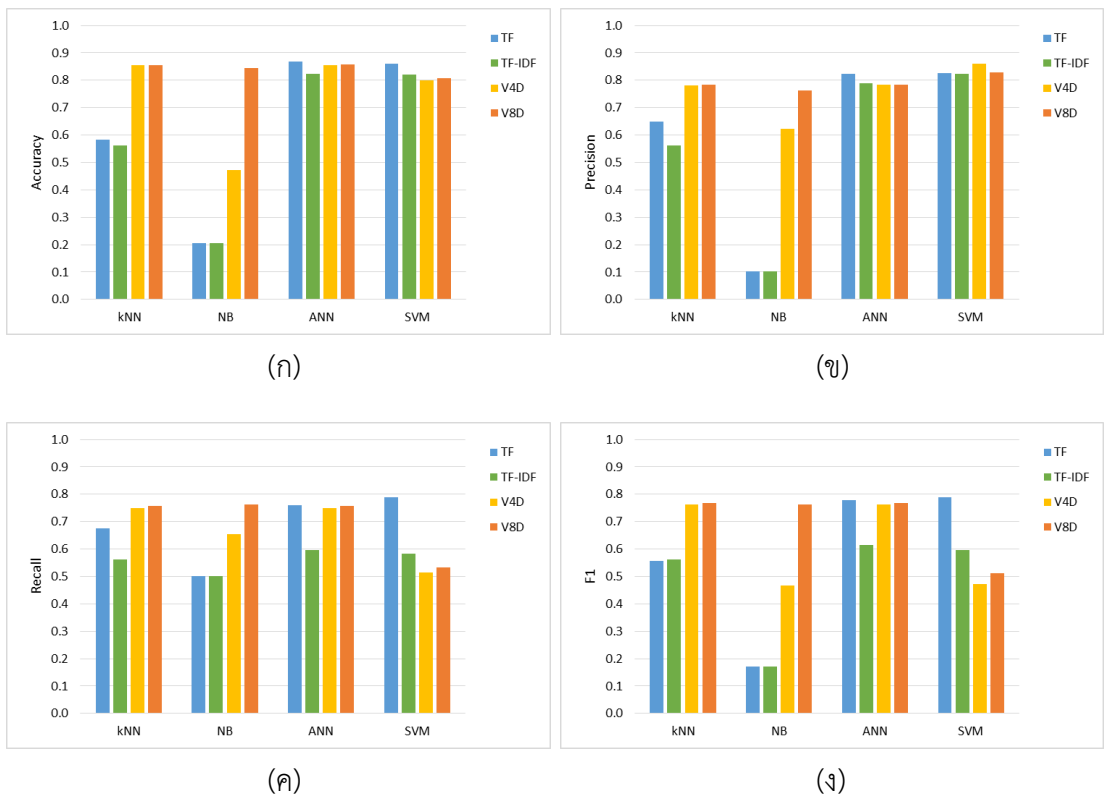 1.0
0.9
0.8
0.7
0.6
0.5
0.4
0.3
0.2
0.1
0.0
Accuracy
kNN NB ANN SVM
TF
TF-IDF
V4D
V8D
(ก)
1.0
0.9
0.8
0.7
0.6
0.5
0.4
0.3
0.2
0.1
0.0
Precision
kNN NB ANN SVM
TF
TF-IDF
V4D
V8D
(ข)
1.0
0.9
0.8
0.7
0.6
0.5
0.4
0.3
0.2
0.1
0.0
Recall
kNN NB ANN SVM
TF
TF-IDF
V4D
V8D
(ค)
1.0
0.9
0.8
0.7
0.6
0.5
0.4
0.3
0.2
0.1
0.0
F1
kNN NB ANN SVM
TF
TF-IDF
V4D
V8D
(ง)